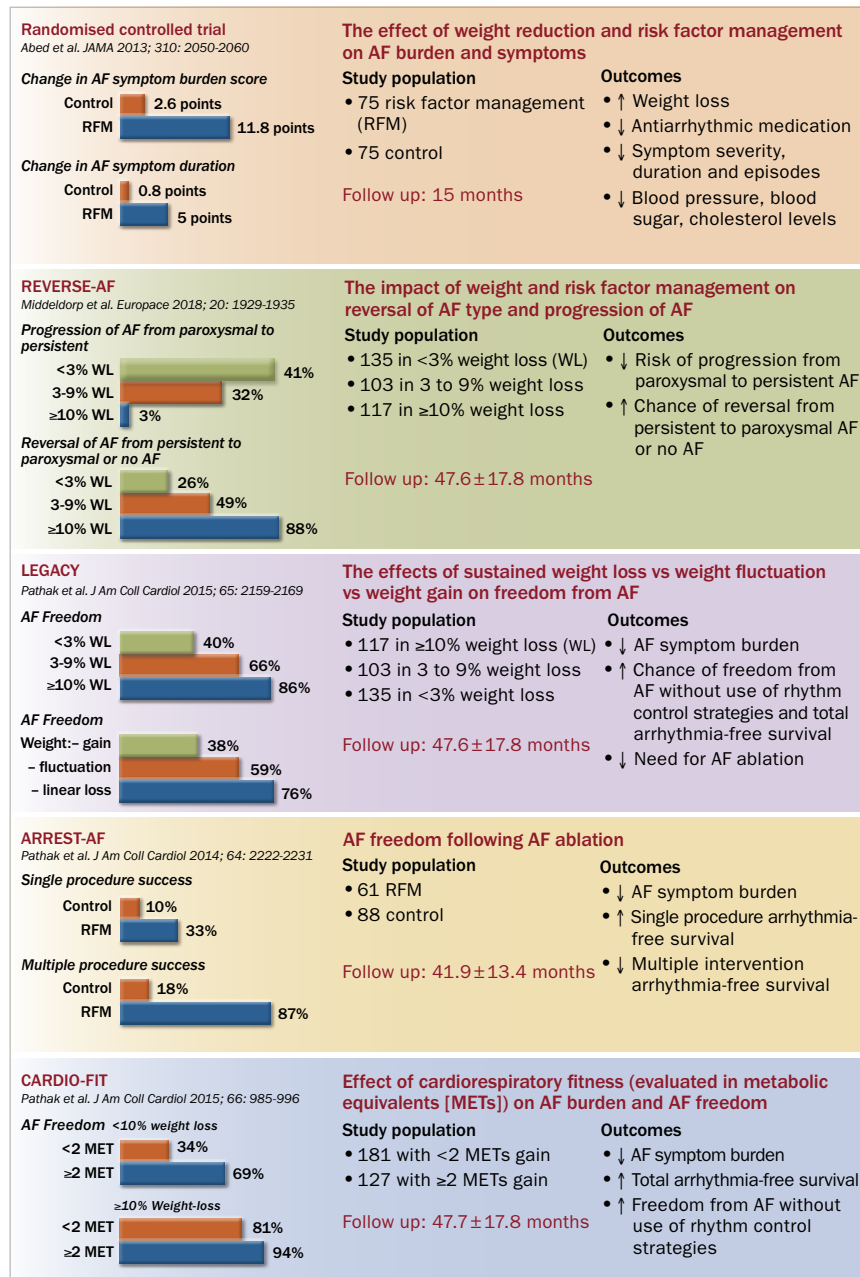 Randomised controlled trial
Abed et al. JAMA 2013; 310: 2050-2060
Change in AF symptom burden score
Control 2.6 points
RFM 11.8 points
Change in AF symptom duration
Control 0.8 points
RFM 5 points
The effect of weight reduction and risk factor management
on AF burden and symptoms
Study population
• 75 risk factor management
(RFM)
• 75 control
Follow up: 15 months
Outcomes
• ↑ Weight loss
• ↓ Antiarrhythmic medication
• ↓ Symptom severity,
duration and episodes
• ↓ Blood pressure, blood
sugar, cholesterol levels
REVERSE-AF
Middeldorp et al. Europace 2018; 20: 1929-1935
Progression of AF from paroxysmal to
persistent
<3% WL 41%
3-9% WL 32%
≥10% WL 3%
Reversal of AF from persistent to
paroxysmal or no AF
<3% WL 26%
3-9% WL 49%
≥10% WL 88%
The impact of weight and risk factor management on
reversal of AF type and progression of AF
Study population
• 135 in <3% weight loss (WL)
• 103 in 3 to 9% weight loss
• 117 in ≥10% weight loss
Follow up: 47.6±17.8 months
Outcomes
• ↓ Risk of progression from
paroxysmal to persistent AF
• ↑ Chance of reversal from
persistent to paroxysmal AF
or no AF
LEGACY
Pathak et al. J Am Coll Cardiol 2015; 65: 2159-2169
AF Freedom
<3% WL 40%
3-9% WL 66%
≥10% WL 86%
AF Freedom
Weight:– gain 38%
– fluctuation 59%
– linear loss 76%
The effects of sustained weight loss vs weight fluctuation
vs weight gain on freedom from AF
Study population
• 117 in ≥10% weight loss (WL)
• 103 in 3 to 9% weight loss
• 135 in <3% weight loss
Follow up: 47.6±17.8 months
Outcomes
• ↓ AF symptom burden
• ↑ Chance of freedom from
AF without use of rhythm
control strategies and total
arrhythmia-free survival
• ↓ Need for AF ablation
ARREST-AF
Pathak et al. J Am Coll Cardiol 2014; 64: 2222-2231
Single procedure success
Control 10%
RFM 33%
Multiple procedure success
Control 18%
RFM 87%
AF freedom following AF ablation
Study population
• 61 RFM
• 88 control
Follow up: 41.9±13.4 months
Outcomes
• ↓ AF symptom burden
• ↑ Single procedure arrhythmia-
free survival
• ↓ Multiple intervention
arrhythmia-free survival
CARDIO-FIT
Pathak et al. J Am Coll Cardiol 2015; 66: 985-996
AF Freedom <10% weight loss
<2 MET 34%
≥2 MET 69%
≥10% Weight-loss
<2 MET 81%
≥2 MET 94%
Effect of cardiorespiratory fitness (evaluated in metabolic
equivalents [METs]) on AF burden and AF freedom
Study population
• 181 with <2 METs gain
• 127 with ≥2 METs gain
Follow up: 47.7±17.8 months
Outcomes
• ↓ AF symptom burden
• ↑ Total arrhythmia-free survival
• ↑ Freedom from AF without
use of rhythm control
strategies